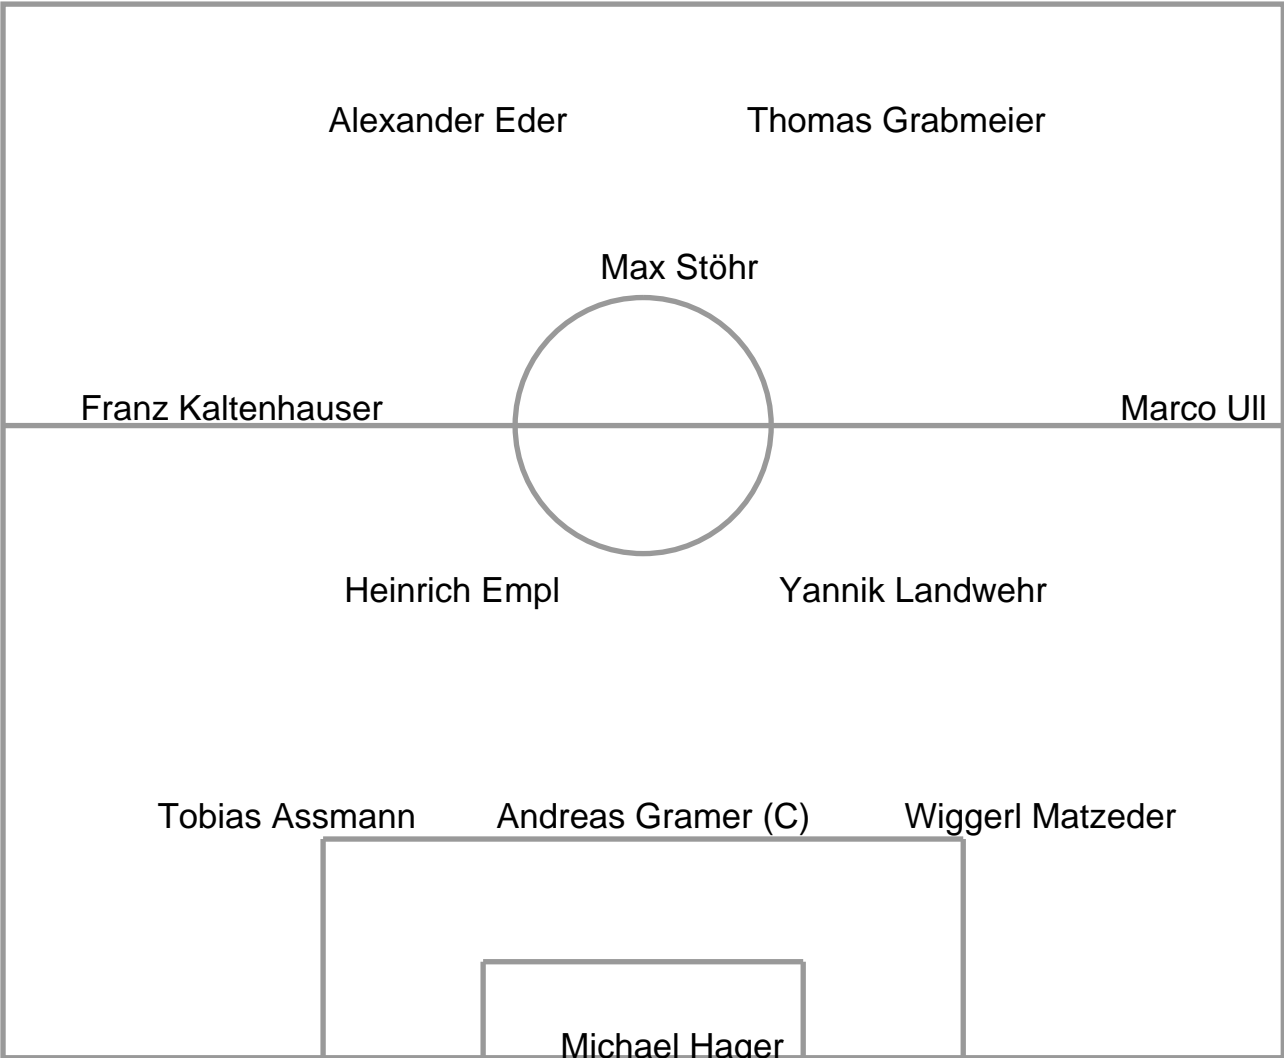 Alexander Eder
Thomas Grabmeier
Max Stöhr
Franz Kaltenhauser
Marco Ull
Heinrich Empl
Yannik Landwehr
Tobias Assmann
Andreas Gramer (C)
Wiggerl Matzeder
Michael Hager